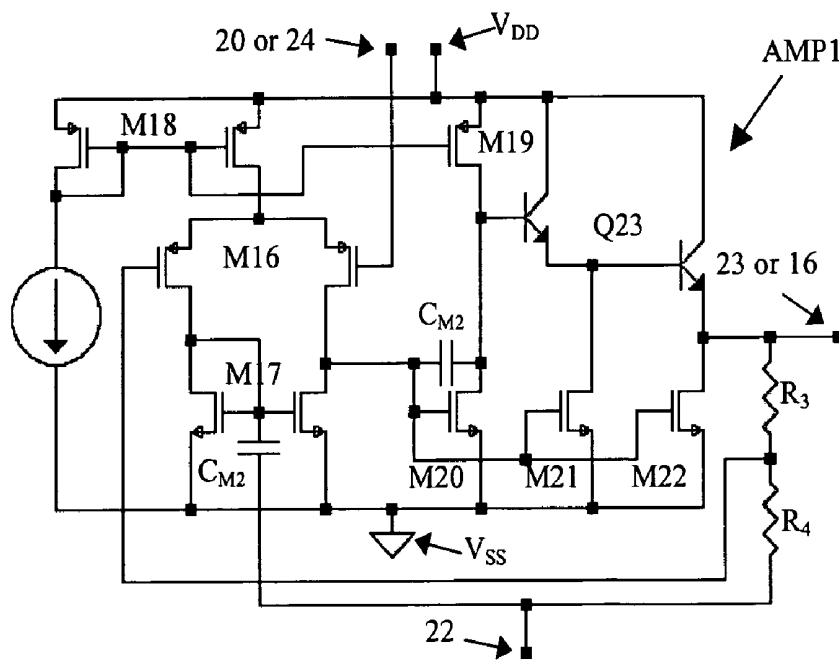 20 or 24
V_DD
AMP1
M18
M19
M16
Q23
23 or 16
C_M2
M17
R_3
C_M2
M20
M21
M22
R_4
V_SS
22